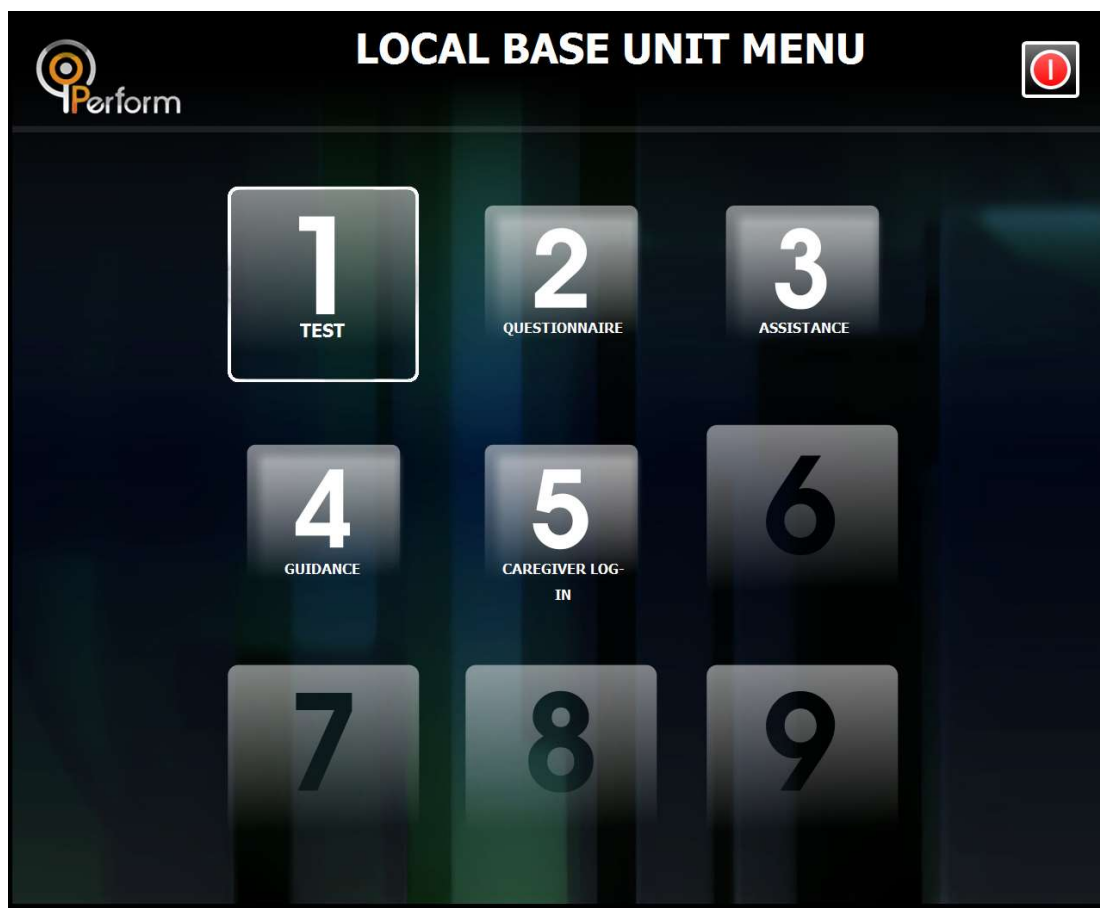 LOCAL BASE UNIT MENU
Perform
1
TEST
2
QUESTIONNAIRE
3
ASSISTANCE
4
GUIDANCE
5
CAREGIVER LOG-
IN
6
7
8
9